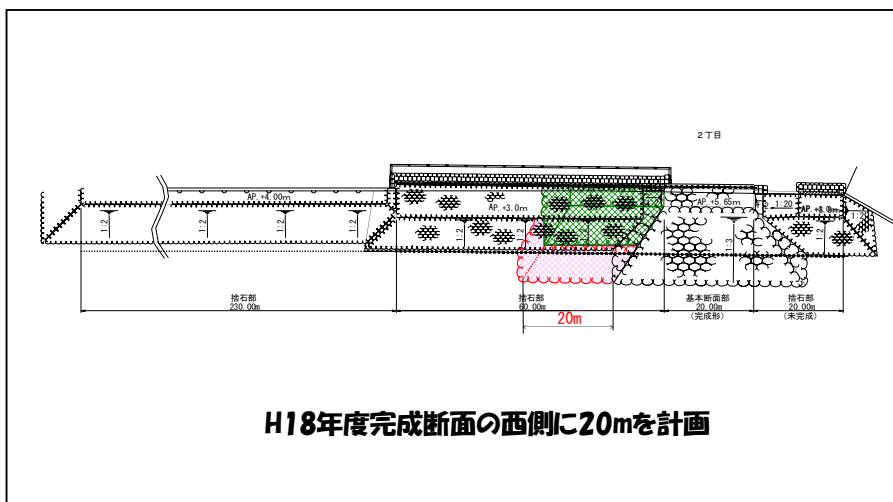 2丁目
AP.+4.00m
AP.+3.0m
AP.+5.65m
1:20
1:2
1:2
1:2
1:2
1:2
1:2
1:2
1:2
1:3
1:2
捨石部
230.00m
捨石部
60.00m
基本断面部
20.00m
(完成形)
捨石部
20.00m
(未完成)
20m
H18年度完成断面の西側に20mを計画